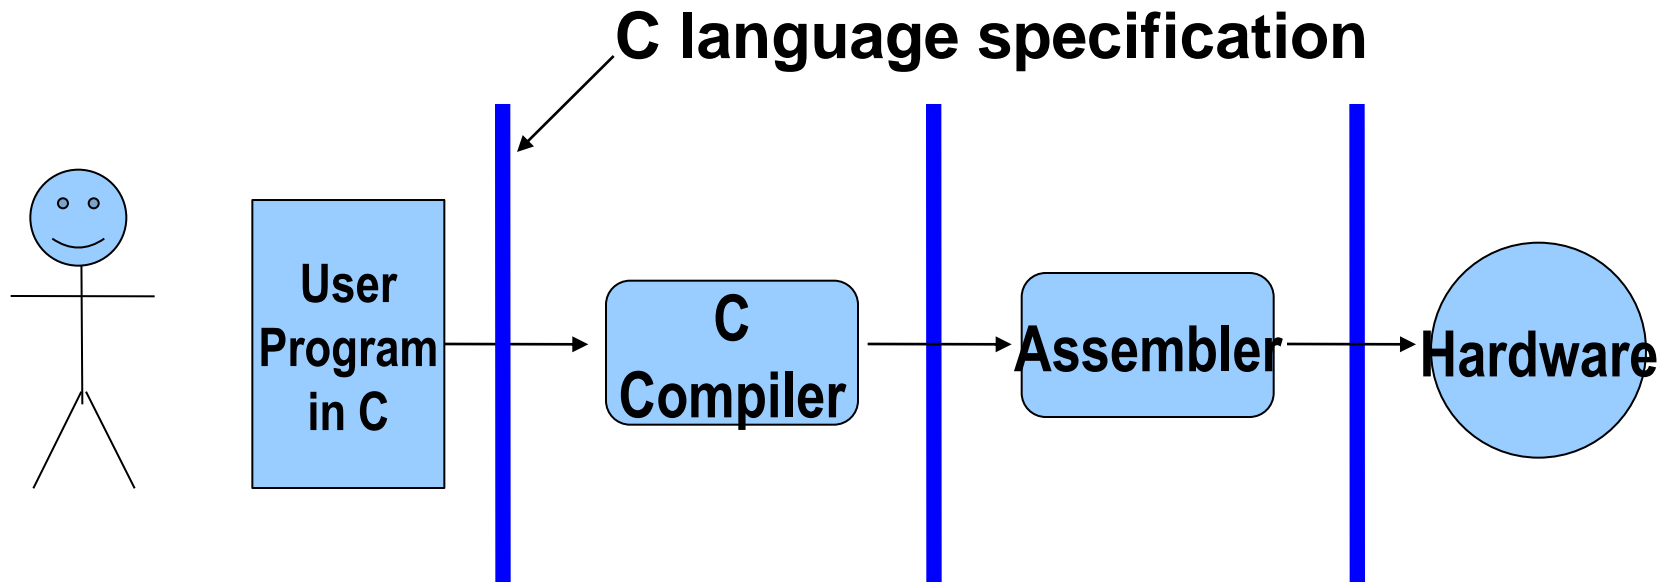 C language specification
User
Program
in C
C
Compiler
Assembler
Hardware